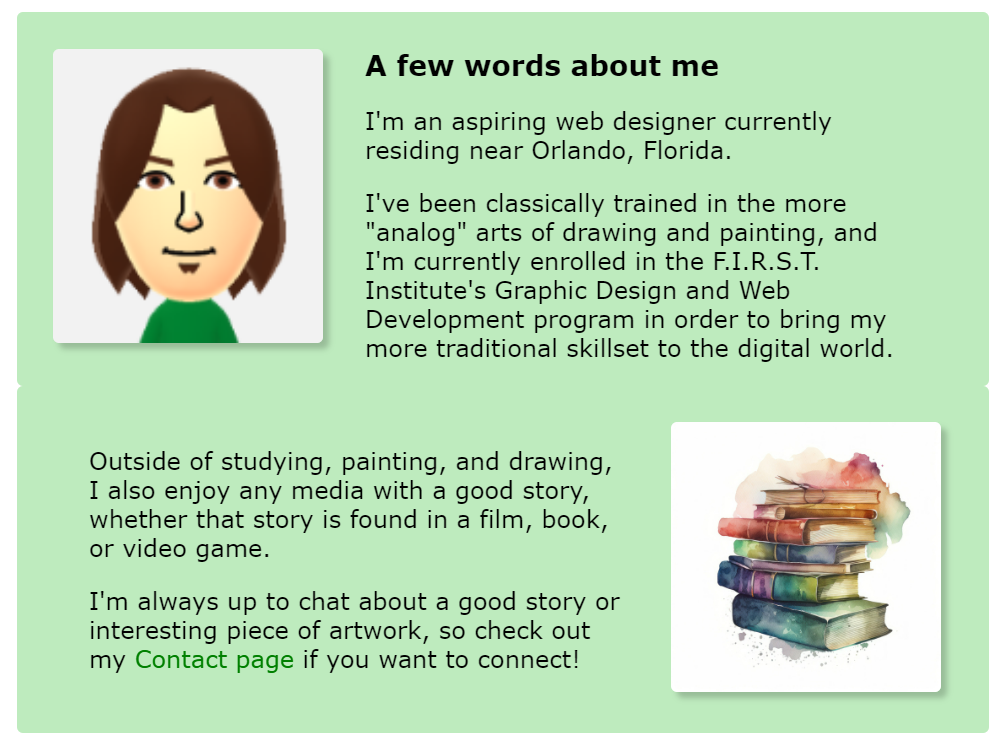 A few words about me
I'm an aspiring web designer currently
residing near Orlando, Florida.
I've been classically trained in the more
"analog" arts of drawing and painting, and
I'm currently enrolled in the F.I.R.S.T.
Institute's Graphic Design and Web
Development program in order to bring my
more traditional skillset to the digital world.
Outside of studying, painting, and drawing,
I also enjoy any media with a good story,
whether that story is found in a film, book,
or video game.
I'm always up to chat about a good story or
interesting piece of artwork, so check out
my Contact page if you want to connect!